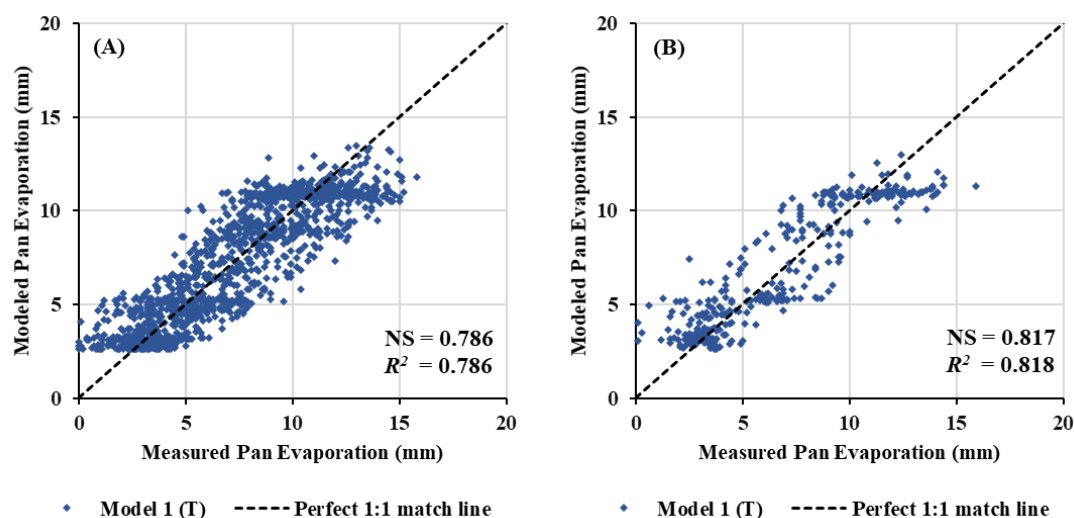 (A)
20
15
10
5
0
Modeled Pan Evaporation (mm)
NS = 0.786
R² = 0.786
0 5 10 15 20
Measured Pan Evaporation (mm)
Model 1 (T) Perfect 1:1 match line
(B)
20
15
10
5
0
Modeled Pan Evaporation (mm)
NS = 0.817
R² = 0.818
0 5 10 15 20
Measured Pan Evaporation (mm)
Model 1 (T) Perfect 1:1 match line